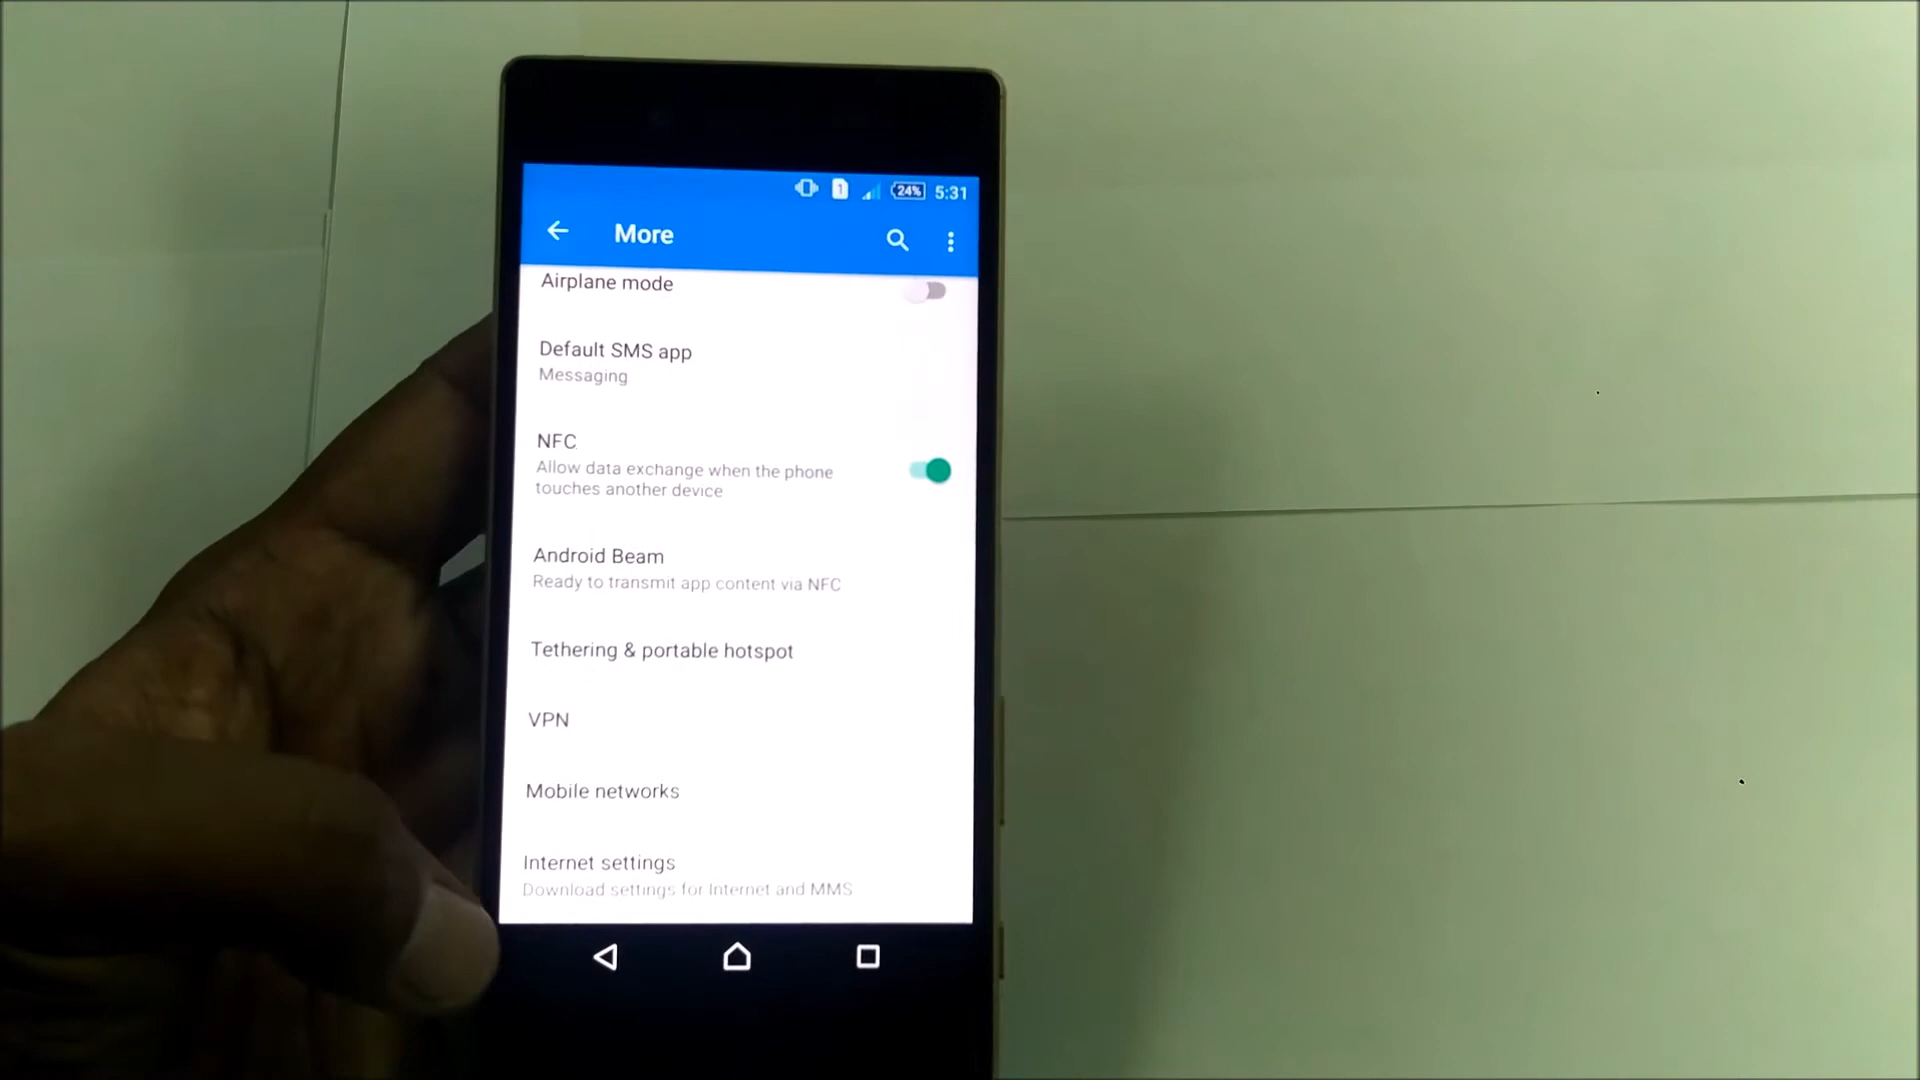 1 24% 5:31
More
Airplane mode
Default SMS app
Messaging
NFC
Allow data exchange when the phone
touches another device
Android Beam
Ready to transmit app content via NFC
Tethering & portable hotspot
VPN
Mobile networks
Internet settings
Download settings for Internet and MMS